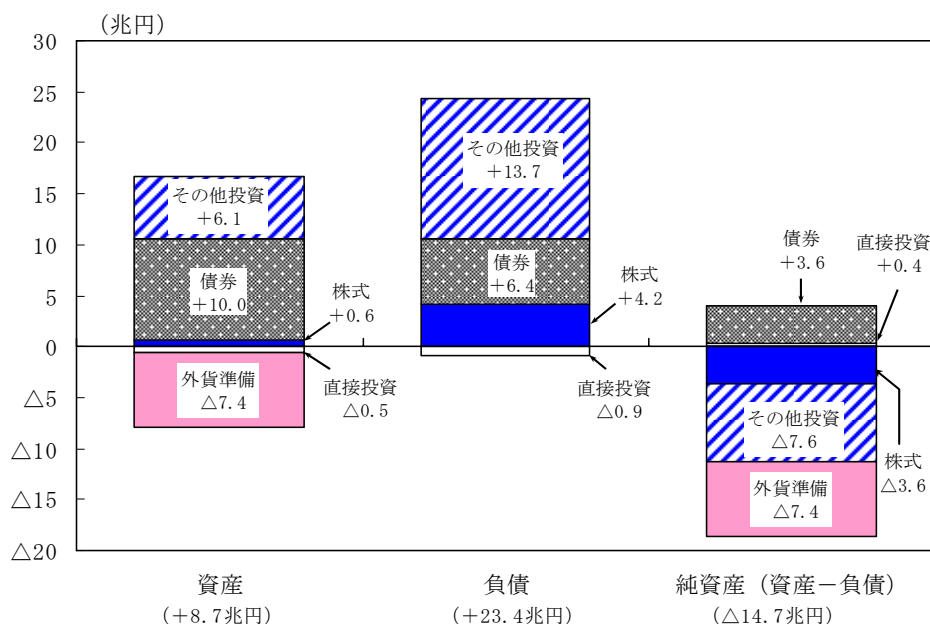 （兆円）
30
25
20
15
10
5
0
△5
△10
△15
△20
その他投資
+6.1
債券
+10.0
株式
+0.6
外貨準備
△7.4
直接投資
△0.5
その他投資
+13.7
債券
+6.4
株式
+4.2
直接投資
△0.9
債券
+3.6
直接投資
+0.4
その他投資
△7.6
株式
△3.6
外貨準備
△7.4
資産
（+8.7兆円）
負債
（+23.4兆円）
純資産（資産－負債）
（△14.7兆円）